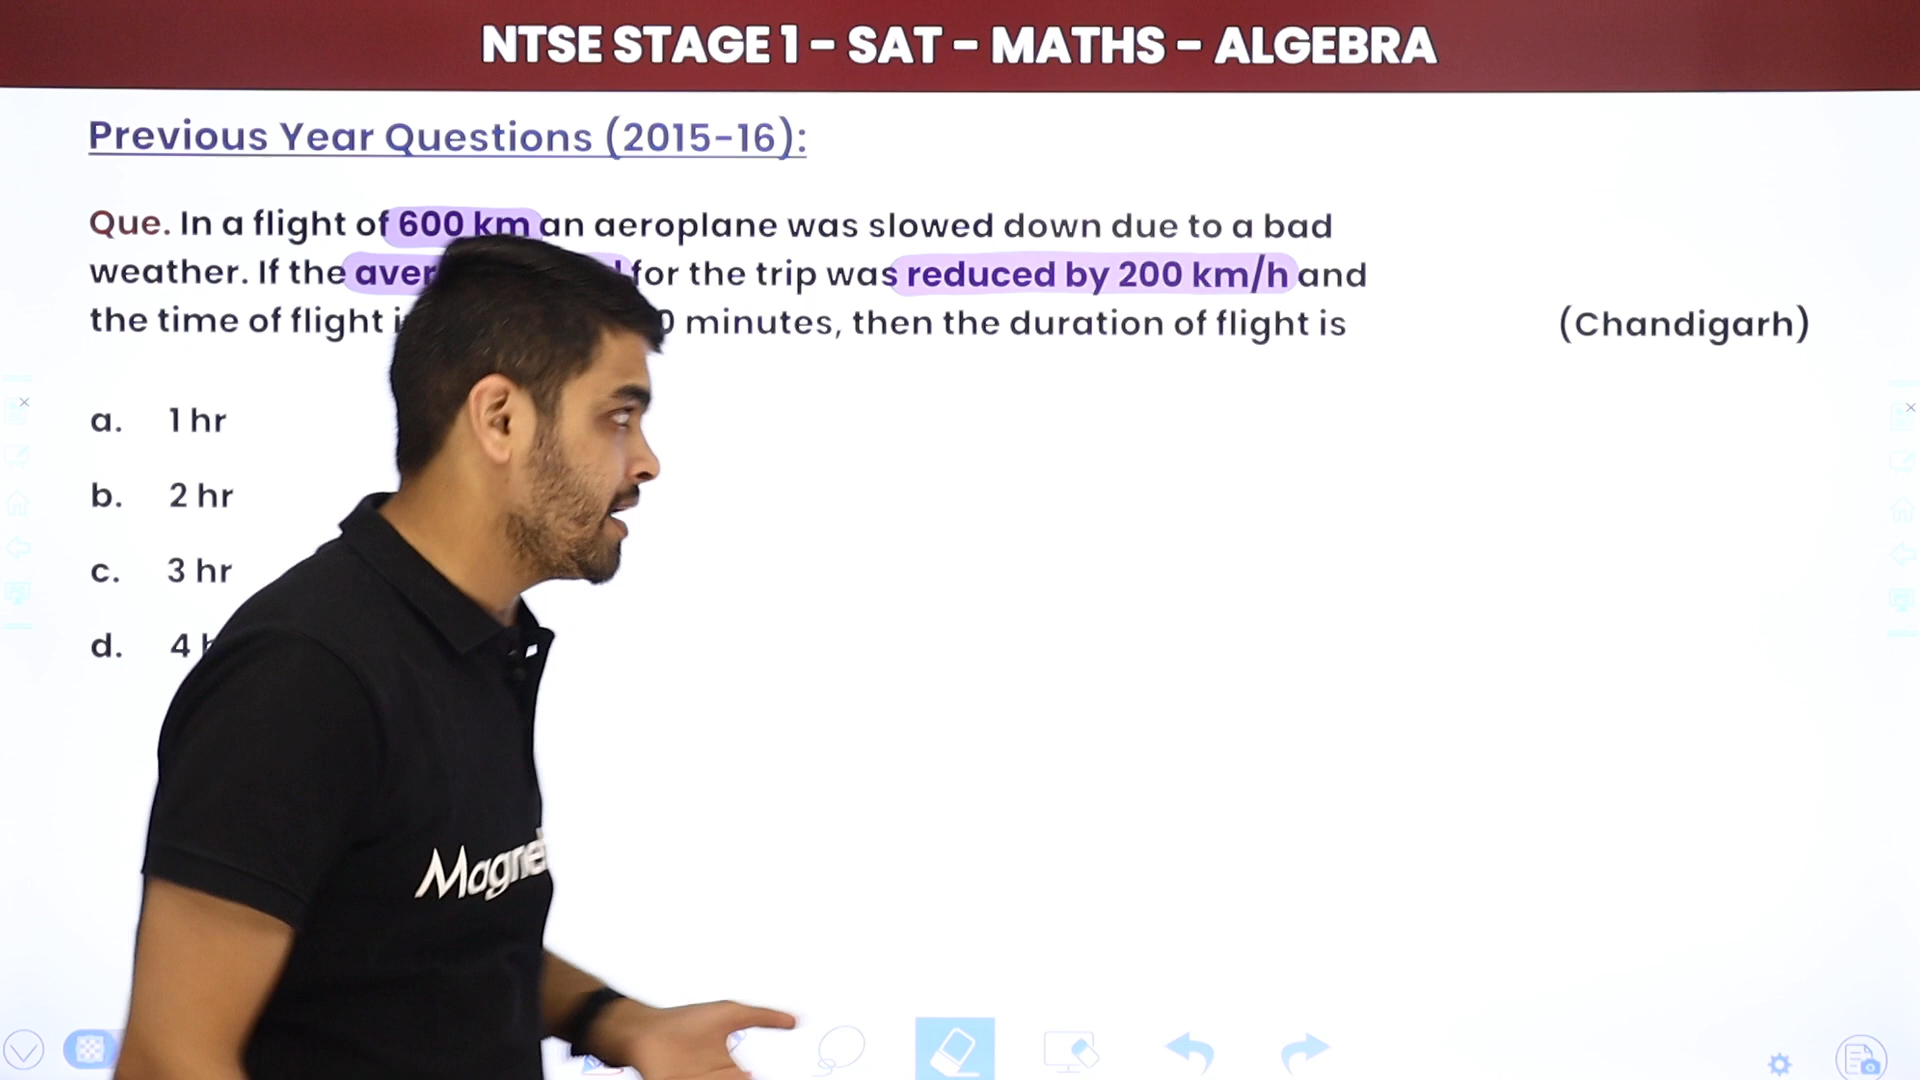 NTSE STAGE 1 - SAT - MATHS - ALGEBRA
Previous Year Questions (2015-16):
Que. In a flight of 600 km an aeroplane was slowed down due to a bad
weather. If the for the trip was reduced by 200 km/h and
the time of flight minutes, then the duration of flight is (Chandigarh)
a. 1 hr
b. 2 hr
c. 3 hr
d. 4